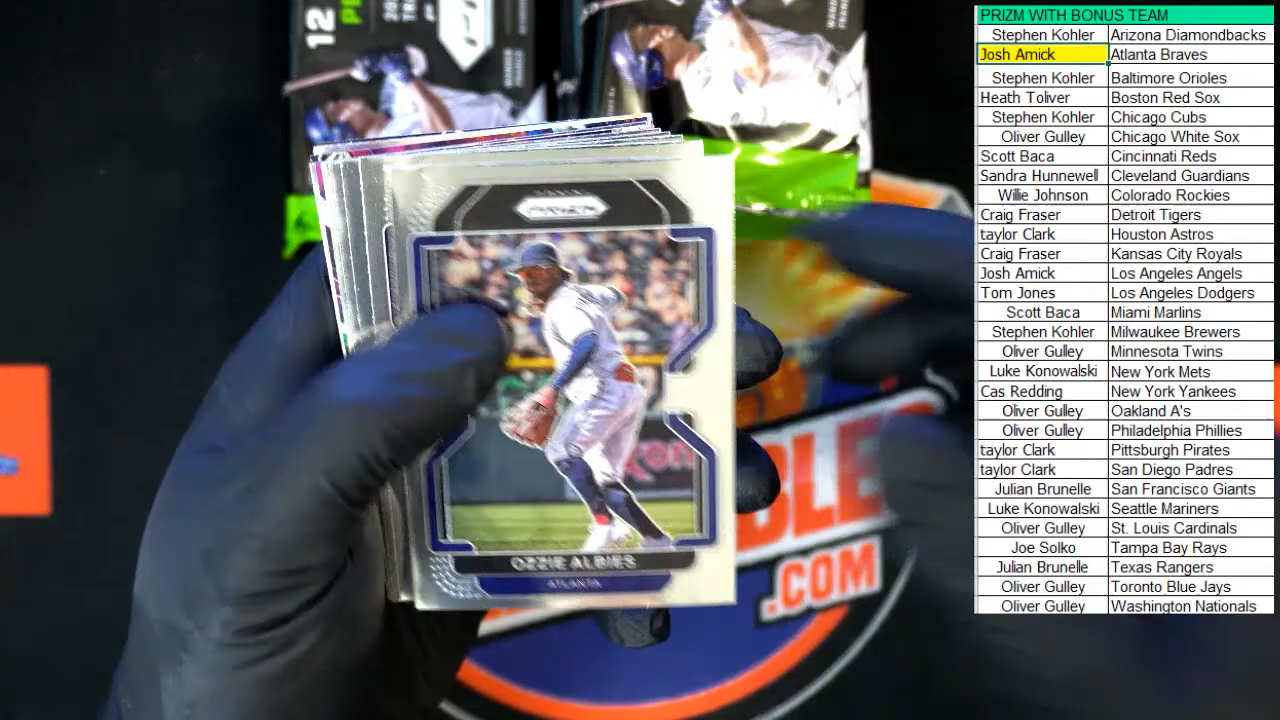 12
PRIZM
OZZIE ALBIES
ATLANTA
BLE
.COM
PRIZM WITH BONUS TEAM
Stephen Kohler Arizona Diamondbacks
Josh Amick Atlanta Braves
Stephen Kohler Baltimore Orioles
Heath Toliver Boston Red Sox
Stephen Kohler Chicago Cubs
Oliver Gulley Chicago White Sox
Scott Baca Cincinnati Reds
Sandra Hunnewell Cleveland Guardians
Willie Johnson Colorado Rockies
Craig Fraser Detroit Tigers
taylor Clark Houston Astros
Craig Fraser Kansas City Royals
Josh Amick Los Angeles Angels
Tom Jones Los Angeles Dodgers
Scott Baca Miami Marlins
Stephen Kohler Milwaukee Brewers
Oliver Gulley Minnesota Twins
Luke Konowalski New York Mets
Cas Redding New York Yankees
Oliver Gulley Oakland A's
Oliver Gulley Philadelphia Phillies
taylor Clark Pittsburgh Pirates
taylor Clark San Diego Padres
Julian Brunelle San Francisco Giants
Luke Konowalski Seattle Mariners
Oliver Gulley St. Louis Cardinals
Joe Solko Tampa Bay Rays
Julian Brunelle Texas Rangers
Oliver Gulley Toronto Blue Jays
Oliver Gulley Washington Nationals